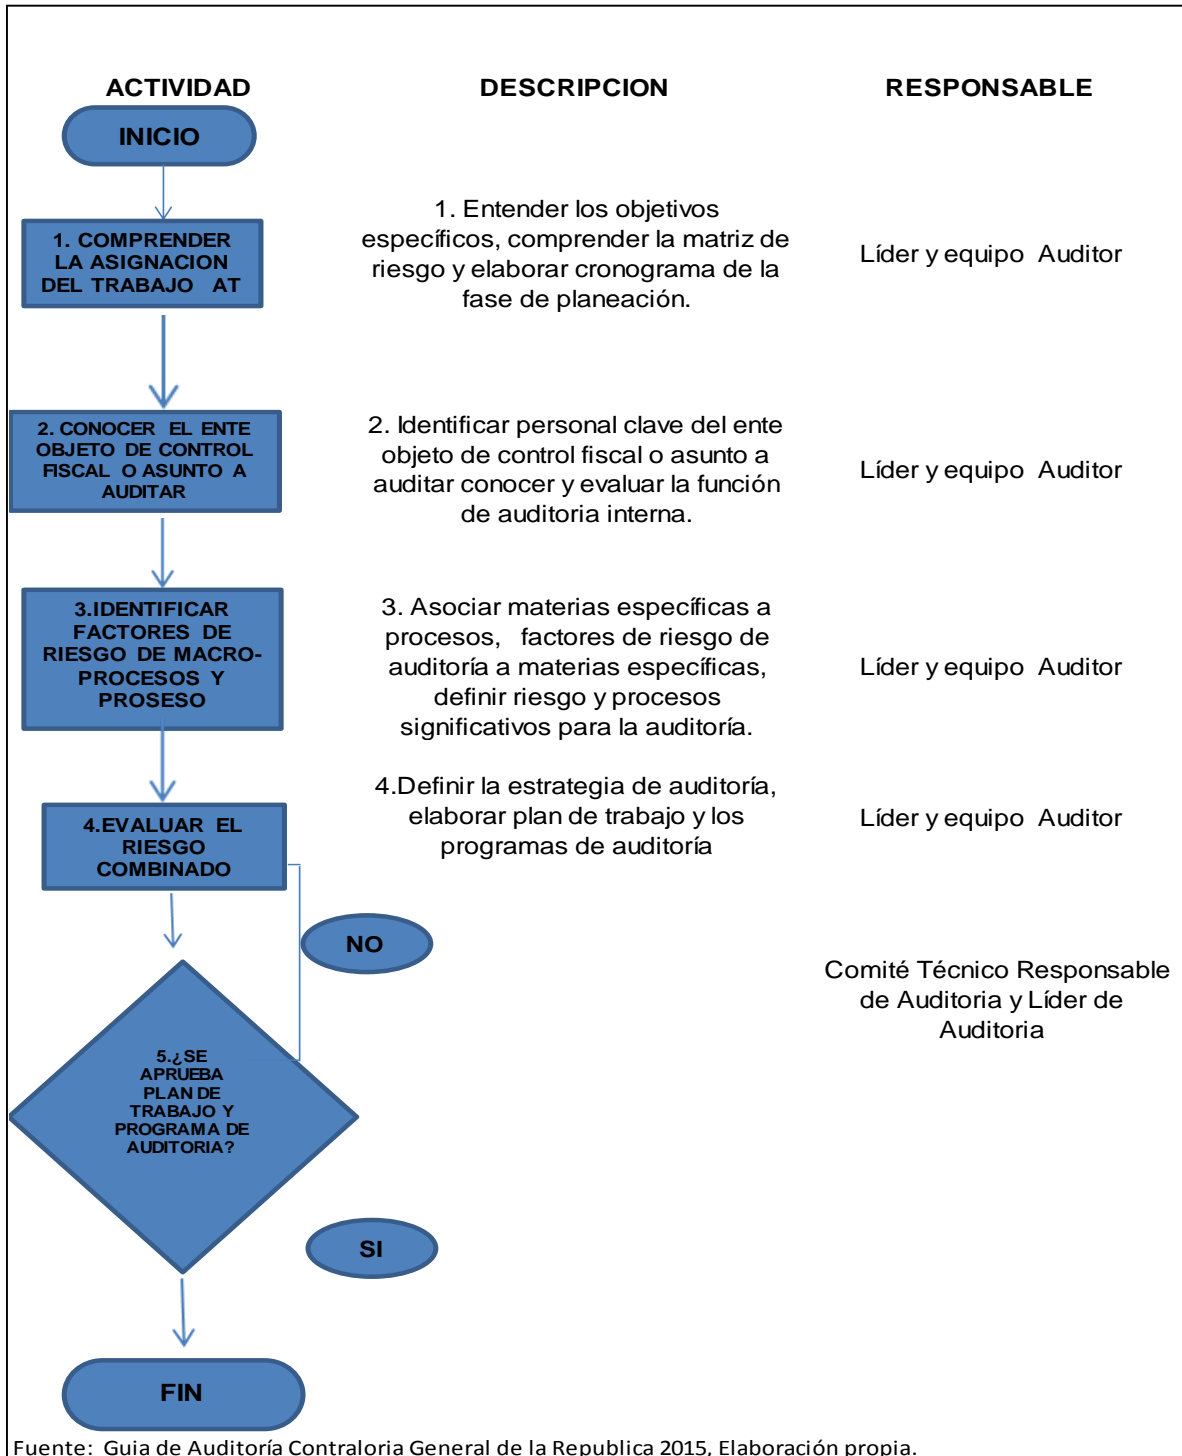 ACTIVIDAD
DESCRIPCION
RESPONSABLE
INICIO
1. COMPRENDER
LA ASIGNACION
DEL TRABAJO AT
1. Entender los objetivos
específicos, comprender la matriz de
riesgo y elaborar cronograma de la
fase de planeación.
Líder y equipo Auditor
2. CONOCER EL ENTE
OBJETO DE CONTROL
FISCAL O ASUNTO A
AUDITAR
2. Identificar personal clave del ente
objeto de control fiscal o asunto a
auditar conocer y evaluar la función
de auditoria interna.
Líder y equipo Auditor
3.IDENTIFICAR
FACTORES DE
RIESGO DE MACRO-
PROCESOS Y
PROSESO
3. Asociar materias específicas a
procesos, factores de riesgo de
auditoría a materias específicas,
definir riesgo y procesos
significativos para la auditoría.
Líder y equipo Auditor
4.EVALUAR EL
RIESGO
COMBINADO
4.Definir la estrategia de auditoría,
elaborar plan de trabajo y los
programas de auditoría
Líder y equipo Auditor
NO
5.¿SE
APRUEBA
PLAN DE
TRABAJO Y
PROGRAMA DE
AUDITORIA?
Comité Técnico Responsable
de Auditoria y Líder de
Auditoria
SI
FIN
Fuente: Guia de Auditoría Contraloria General de la Republica 2015, Elaboración propia.